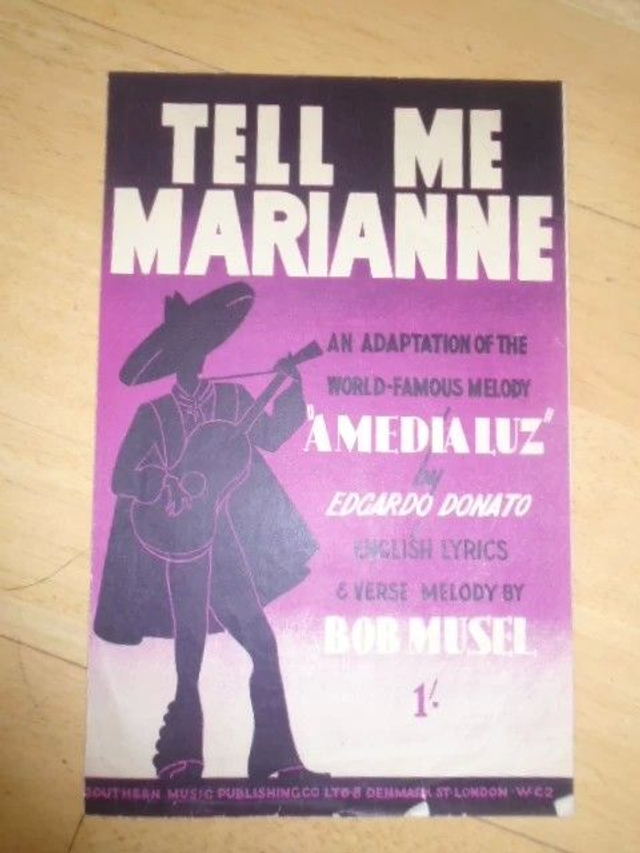 TELL ME
MARIANNE
AN ADAPTATION OF THE
WORLD-FAMOUS MELODY
"A MEDIA LUZ"
by
EDGARDO DONATO
ENGLISH LYRICS
& VERSE MELODY BY
BOB MUSEL
1/-
SOUTHERN MUSIC PUBLISHING CO LTD·8 DENMARK ST·LONDON W·C2